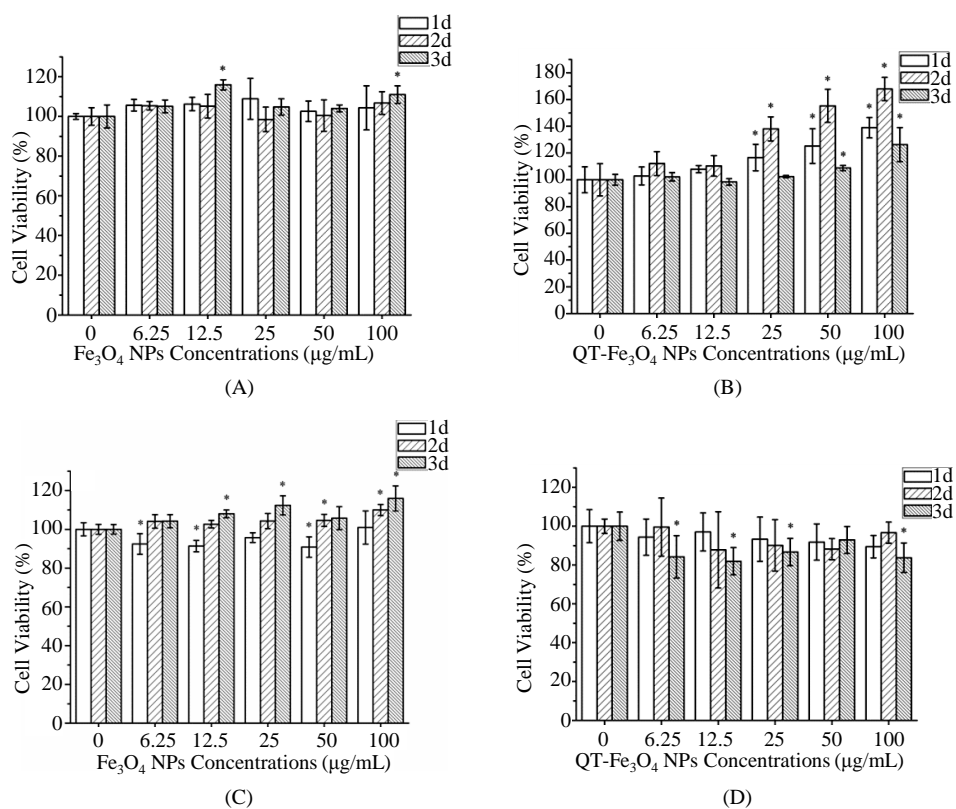 1d
2d
3d
120
100
80
60
40
20
0
Cell Viability (%)
*
*
0 6.25 12.5 25 50 100
Fe₃O₄ NPs Concentrations (μg/mL)
(A)
1d
2d
3d
180
160
140
120
100
80
60
40
20
0
Cell Viability (%)
* * * * * * * *
0 6.25 12.5 25 50 100
QT-Fe₃O₄ NPs Concentrations (μg/mL)
(B)
1d
2d
3d
120
100
80
60
40
20
0
Cell Viability (%)
* * * * * * * *
0 6.25 12.5 25 50 100
Fe₃O₄ NPs Concentrations (μg/mL)
(C)
1d
2d
3d
120
100
80
60
40
20
0
Cell Viability (%)
* * * *
0 6.25 12.5 25 50 100
QT-Fe₃O₄ NPs Concentrations (μg/mL)
(D)